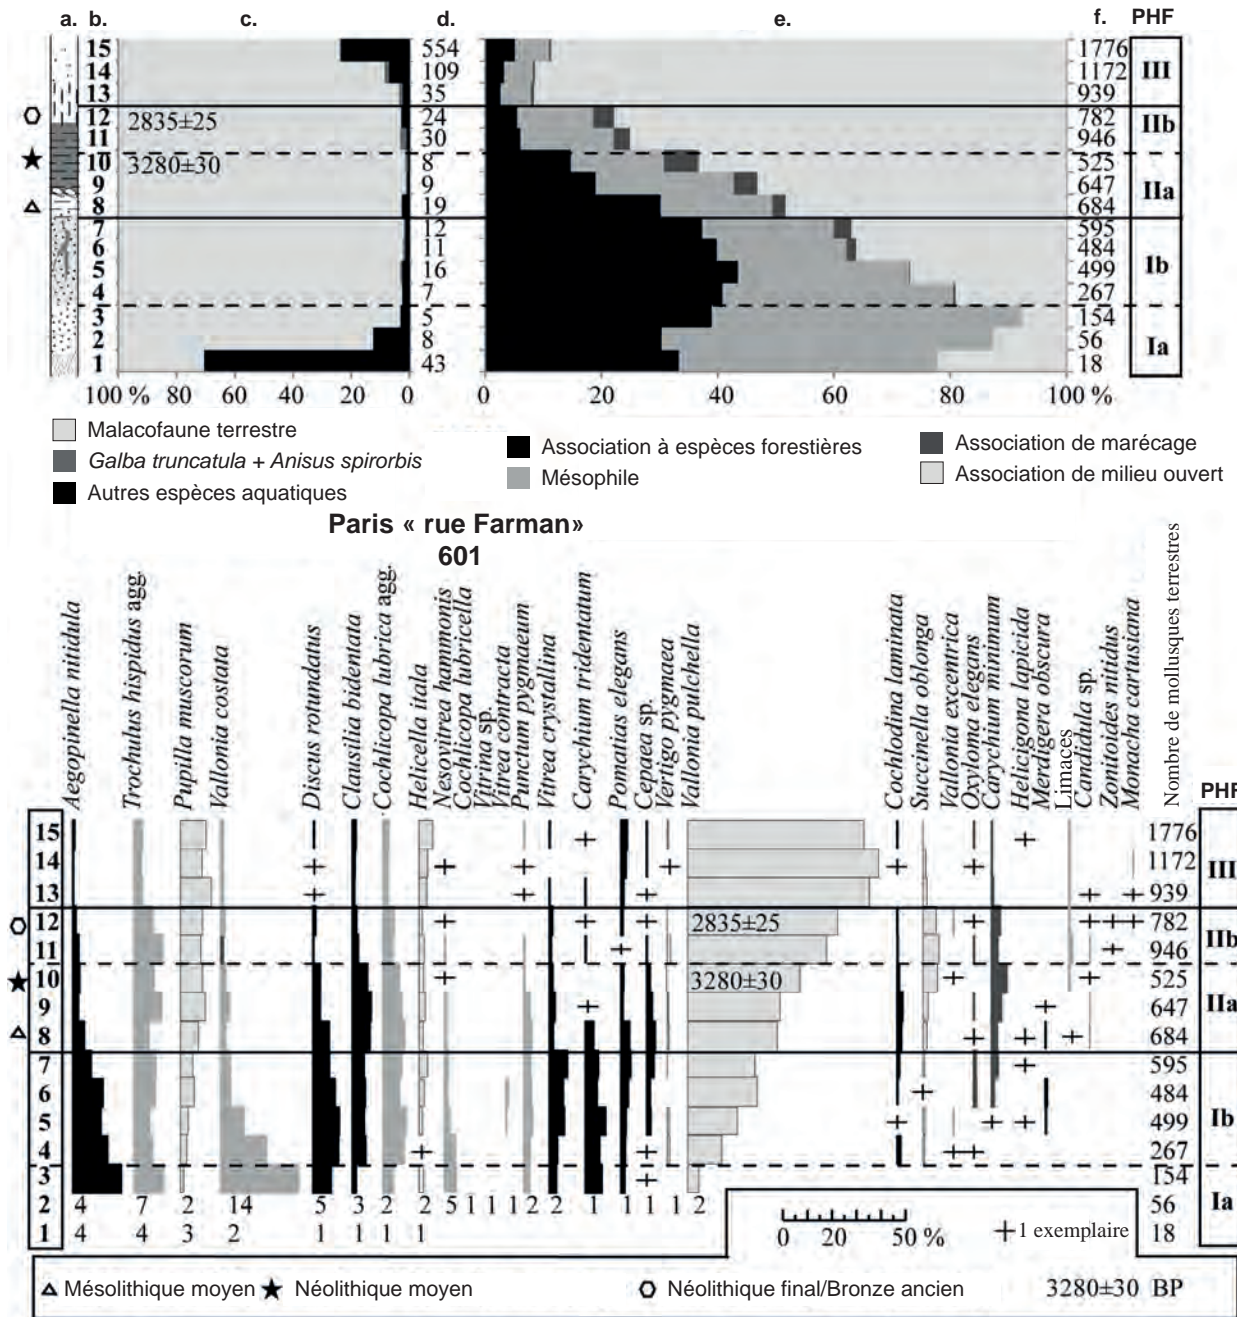 a. b. c. d. e. f. PHF
15 554 1776
14 109 1172 III
13 35 939
12 2835±25 24 782
11 30 946 IIb
10 3280±30 8 525
9 9 647 IIa
8 19 684
7 12 595
6 11 484 Ib
5 16 499
4 7 267
3 5 154
2 8 56 Ia
1 43 18
100 % 80 60 40 20 0 0 20 40 60 80 100 %
Malacofaune terrestre
Galba truncatula + Anisus spirorbis
Autres espèces aquatiques
Association à espèces forestières
Mésophile
Association de marécage
Association de milieu ouvert
Paris « rue Farman»
601
Aegopinella nitidula
Trochulus hispidus agg.
Pupilla muscorum
Vallonia costata
Discus rotundatus
Clausilia bidentata
Cochlicopa lubrica agg.
Helicella itala
Nesovitrea hammonis
Cochlicopa lubricella
Vitrina sp.
Vitrea contracta
Punctum pygmaeum
Vitrea crystallina
Carychium tridentatum
Pomatias elegans
Cepaea sp.
Vertigo pygmaea
Vallonia pulchella
Cochlodina laminata
Succinella oblonga
Vallonia excentrica
Oxyloma elegans
Carychium minimum
Helicigona lapicida
Merdigera obscura
Limaces
Candidula sp.
Zonitoides nitidus
Monacha cartusiana
Nombre de mollusques terrestres
PHF
15 1776
14 1172 III
13 939
12 2835±25 782
11 946 IIb
10 3280±30 525
9 647 IIa
8 684
7 595
6 484
5 499 Ib
4 267
3 154
2 4 7 2 14 5 3 2 2 5 1 1 1 2 2 1 1 1 1 2 56 Ia
1 4 4 3 2 1 1 1 1 18
0 20 50 % 1 exemplaire
Mésolithique moyen Néolithique moyen Néolithique final/Bronze ancien 3280±30 BP